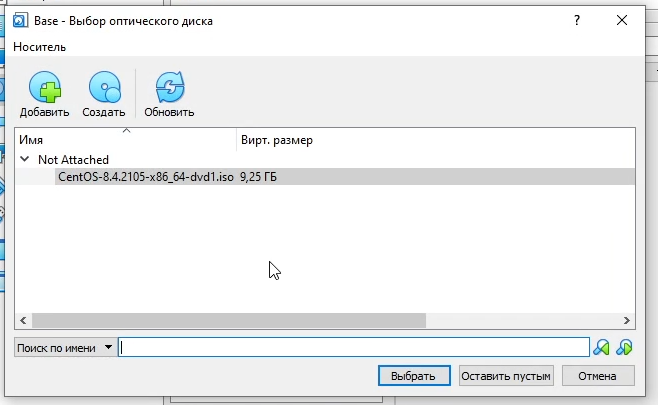 Base - Выбор оптического диска
?
Носитель
Добавить Создать Обновить
Имя Вирт. размер
Not Attached
CentOS-8.4.2105-x86_64-dvd1.iso 9,25 ГБ
Поиск по имени
Выбрать Оставить пустым Отмена